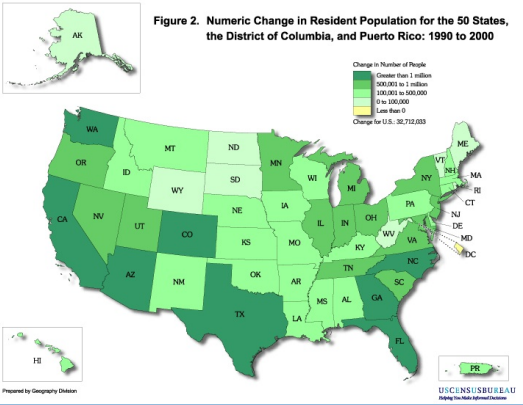 Figure 2. Numeric Change in Resident Population for the 50 States,
the District of Columbia, and Puerto Rico: 1990 to 2000
Change in Number of People
Greater than 1 million
500,001 to 1 million
100,001 to 500,000
0 to 100,000
Less than 0
Change for U.S.: 32,712,033
AK
WA
MT
ND
MN
ME
VT
NH
OR
ID
SD
WI
MI
NY
MA
RI
CT
WY
IA
PA
NJ
NE
OH
DE
NV
UT
IL
IN
MD
CA
CO
WV
VA
DC
KS
MO
KY
NC
TN
AZ
OK
AR
SC
NM
MS
AL
GA
TX
LA
FL
HI
PR
Prepared by Geography Division
USCENSUSBUREAU
Helping You Make Informed Decisions